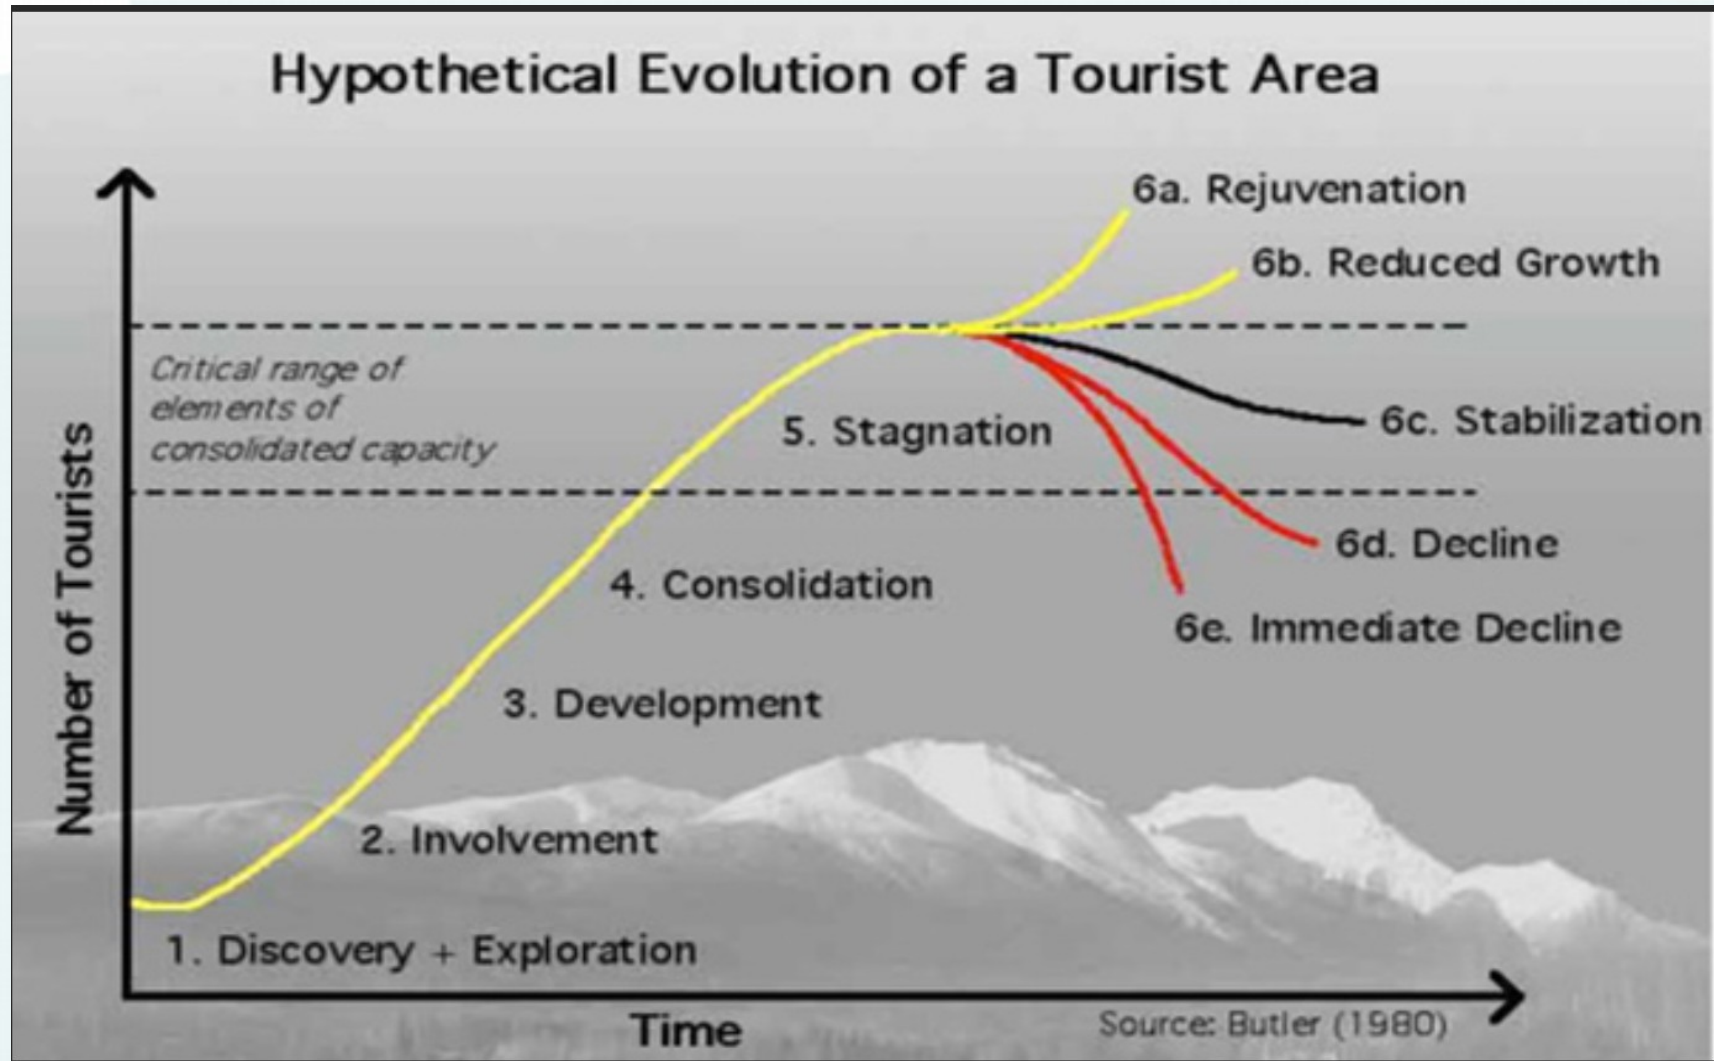 Hypothetical Evolution of a Tourist Area
6a. Rejuvenation
6b. Reduced Growth
Critical range of
elements of
consolidated capacity
5. Stagnation
6c. Stabilization
4. Consolidation
6d. Decline
6e. Immediate Decline
3. Development
2. Involvement
1. Discovery + Exploration
Number of Tourists
Time
Source: Butler (1980)